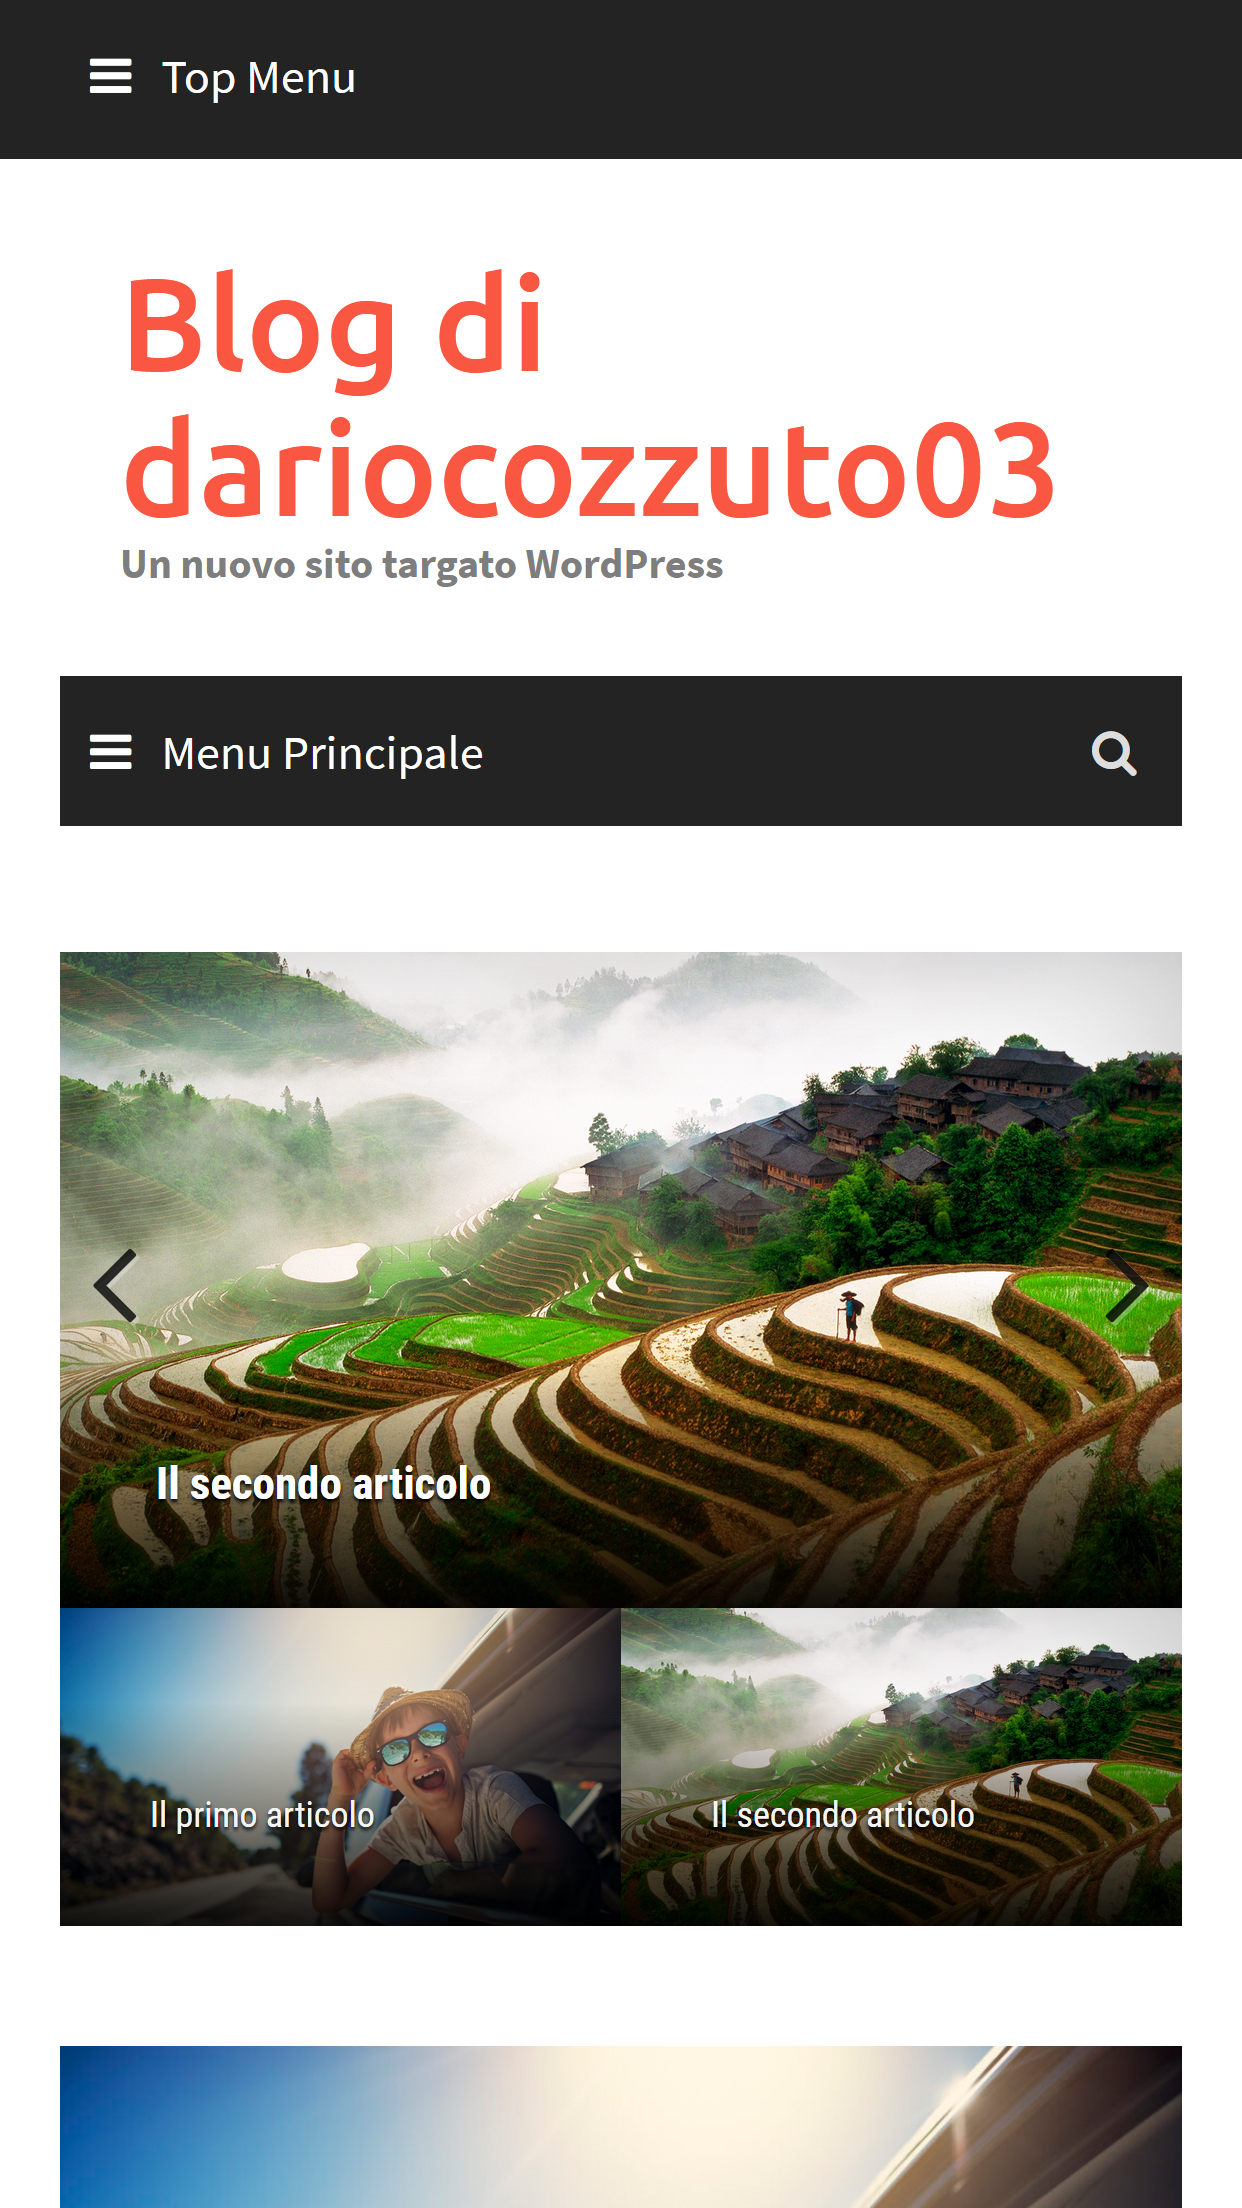 Top Menu
Blog di
dariocozzuto03
Un nuovo sito targato WordPress
Menu Principale
Il secondo articolo
Il primo articolo
Il secondo articolo